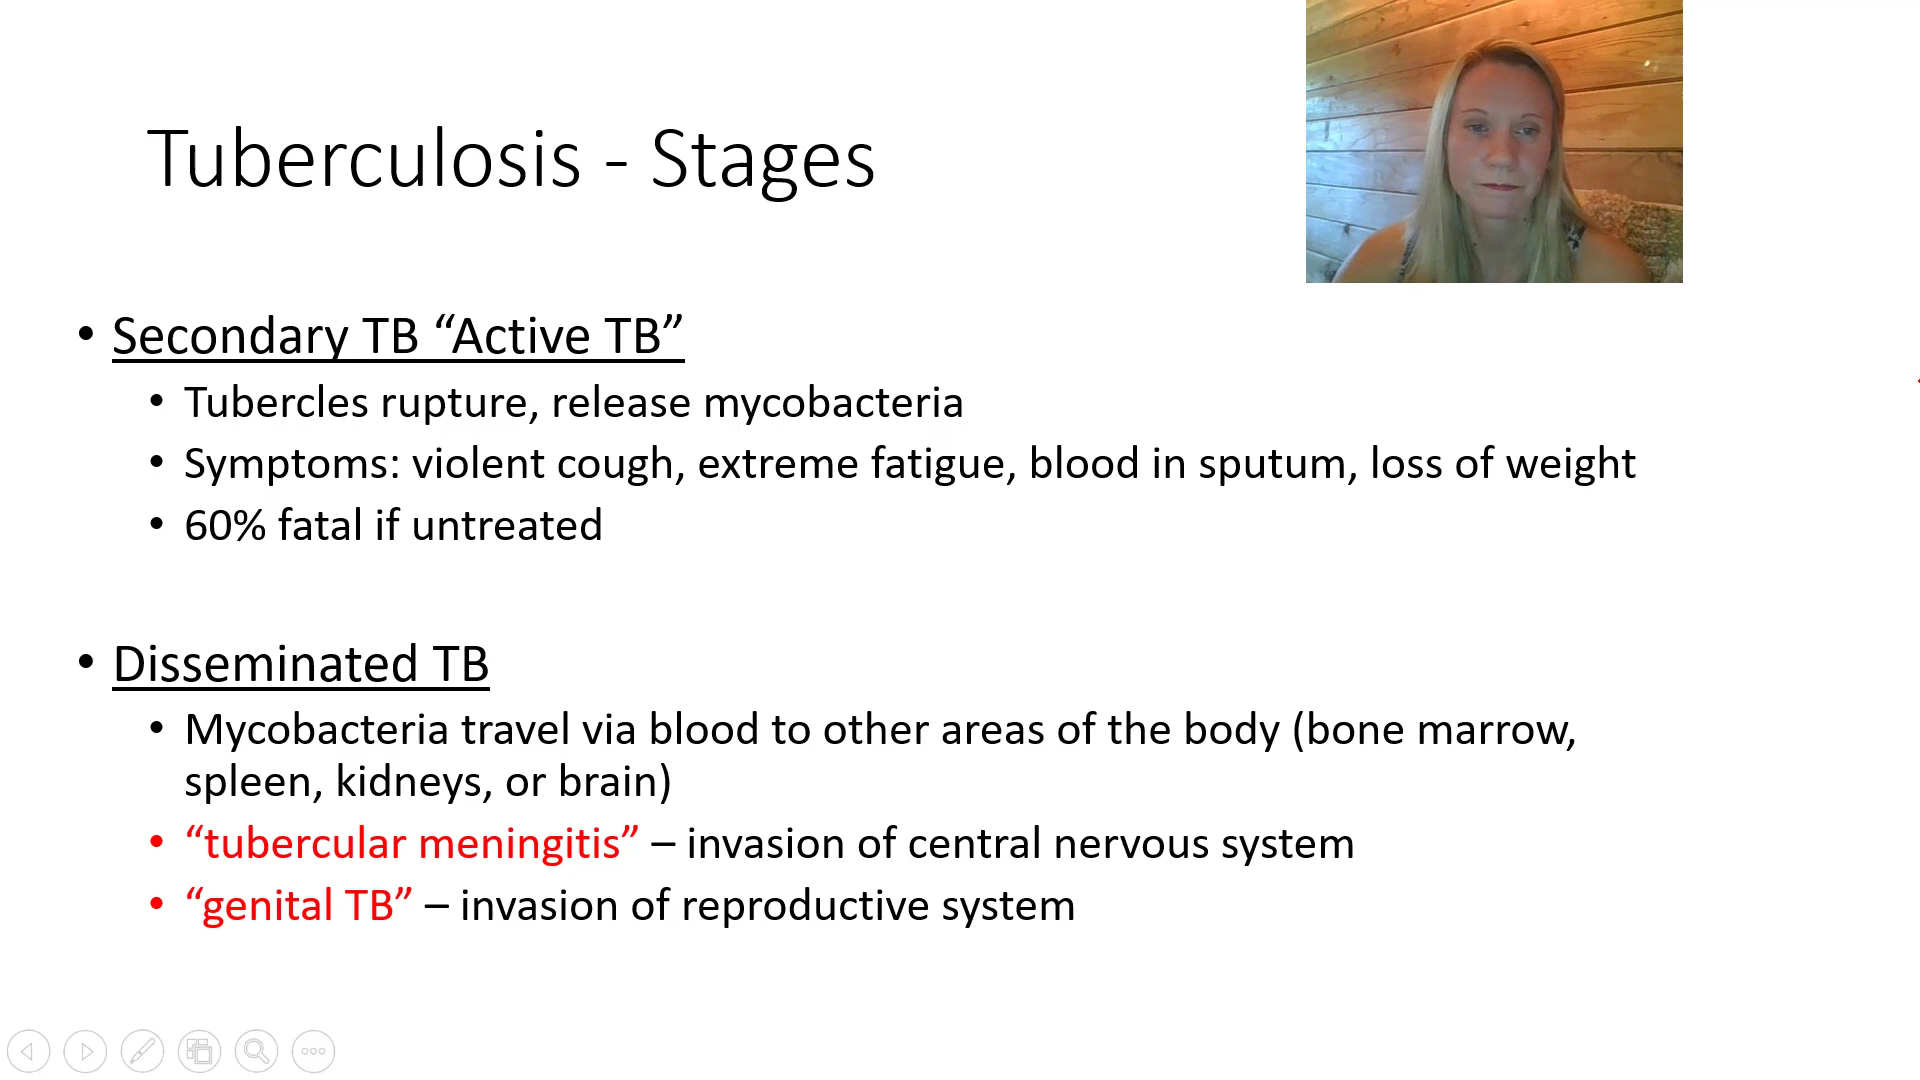 Tuberculosis - Stages
• Secondary TB “Active TB”
• Tubercles rupture, release mycobacteria
• Symptoms: violent cough, extreme fatigue, blood in sputum, loss of weight
• 60% fatal if untreated
• Disseminated TB
• Mycobacteria travel via blood to other areas of the body (bone marrow,
spleen, kidneys, or brain)
• “tubercular meningitis” – invasion of central nervous system
• “genital TB” – invasion of reproductive system